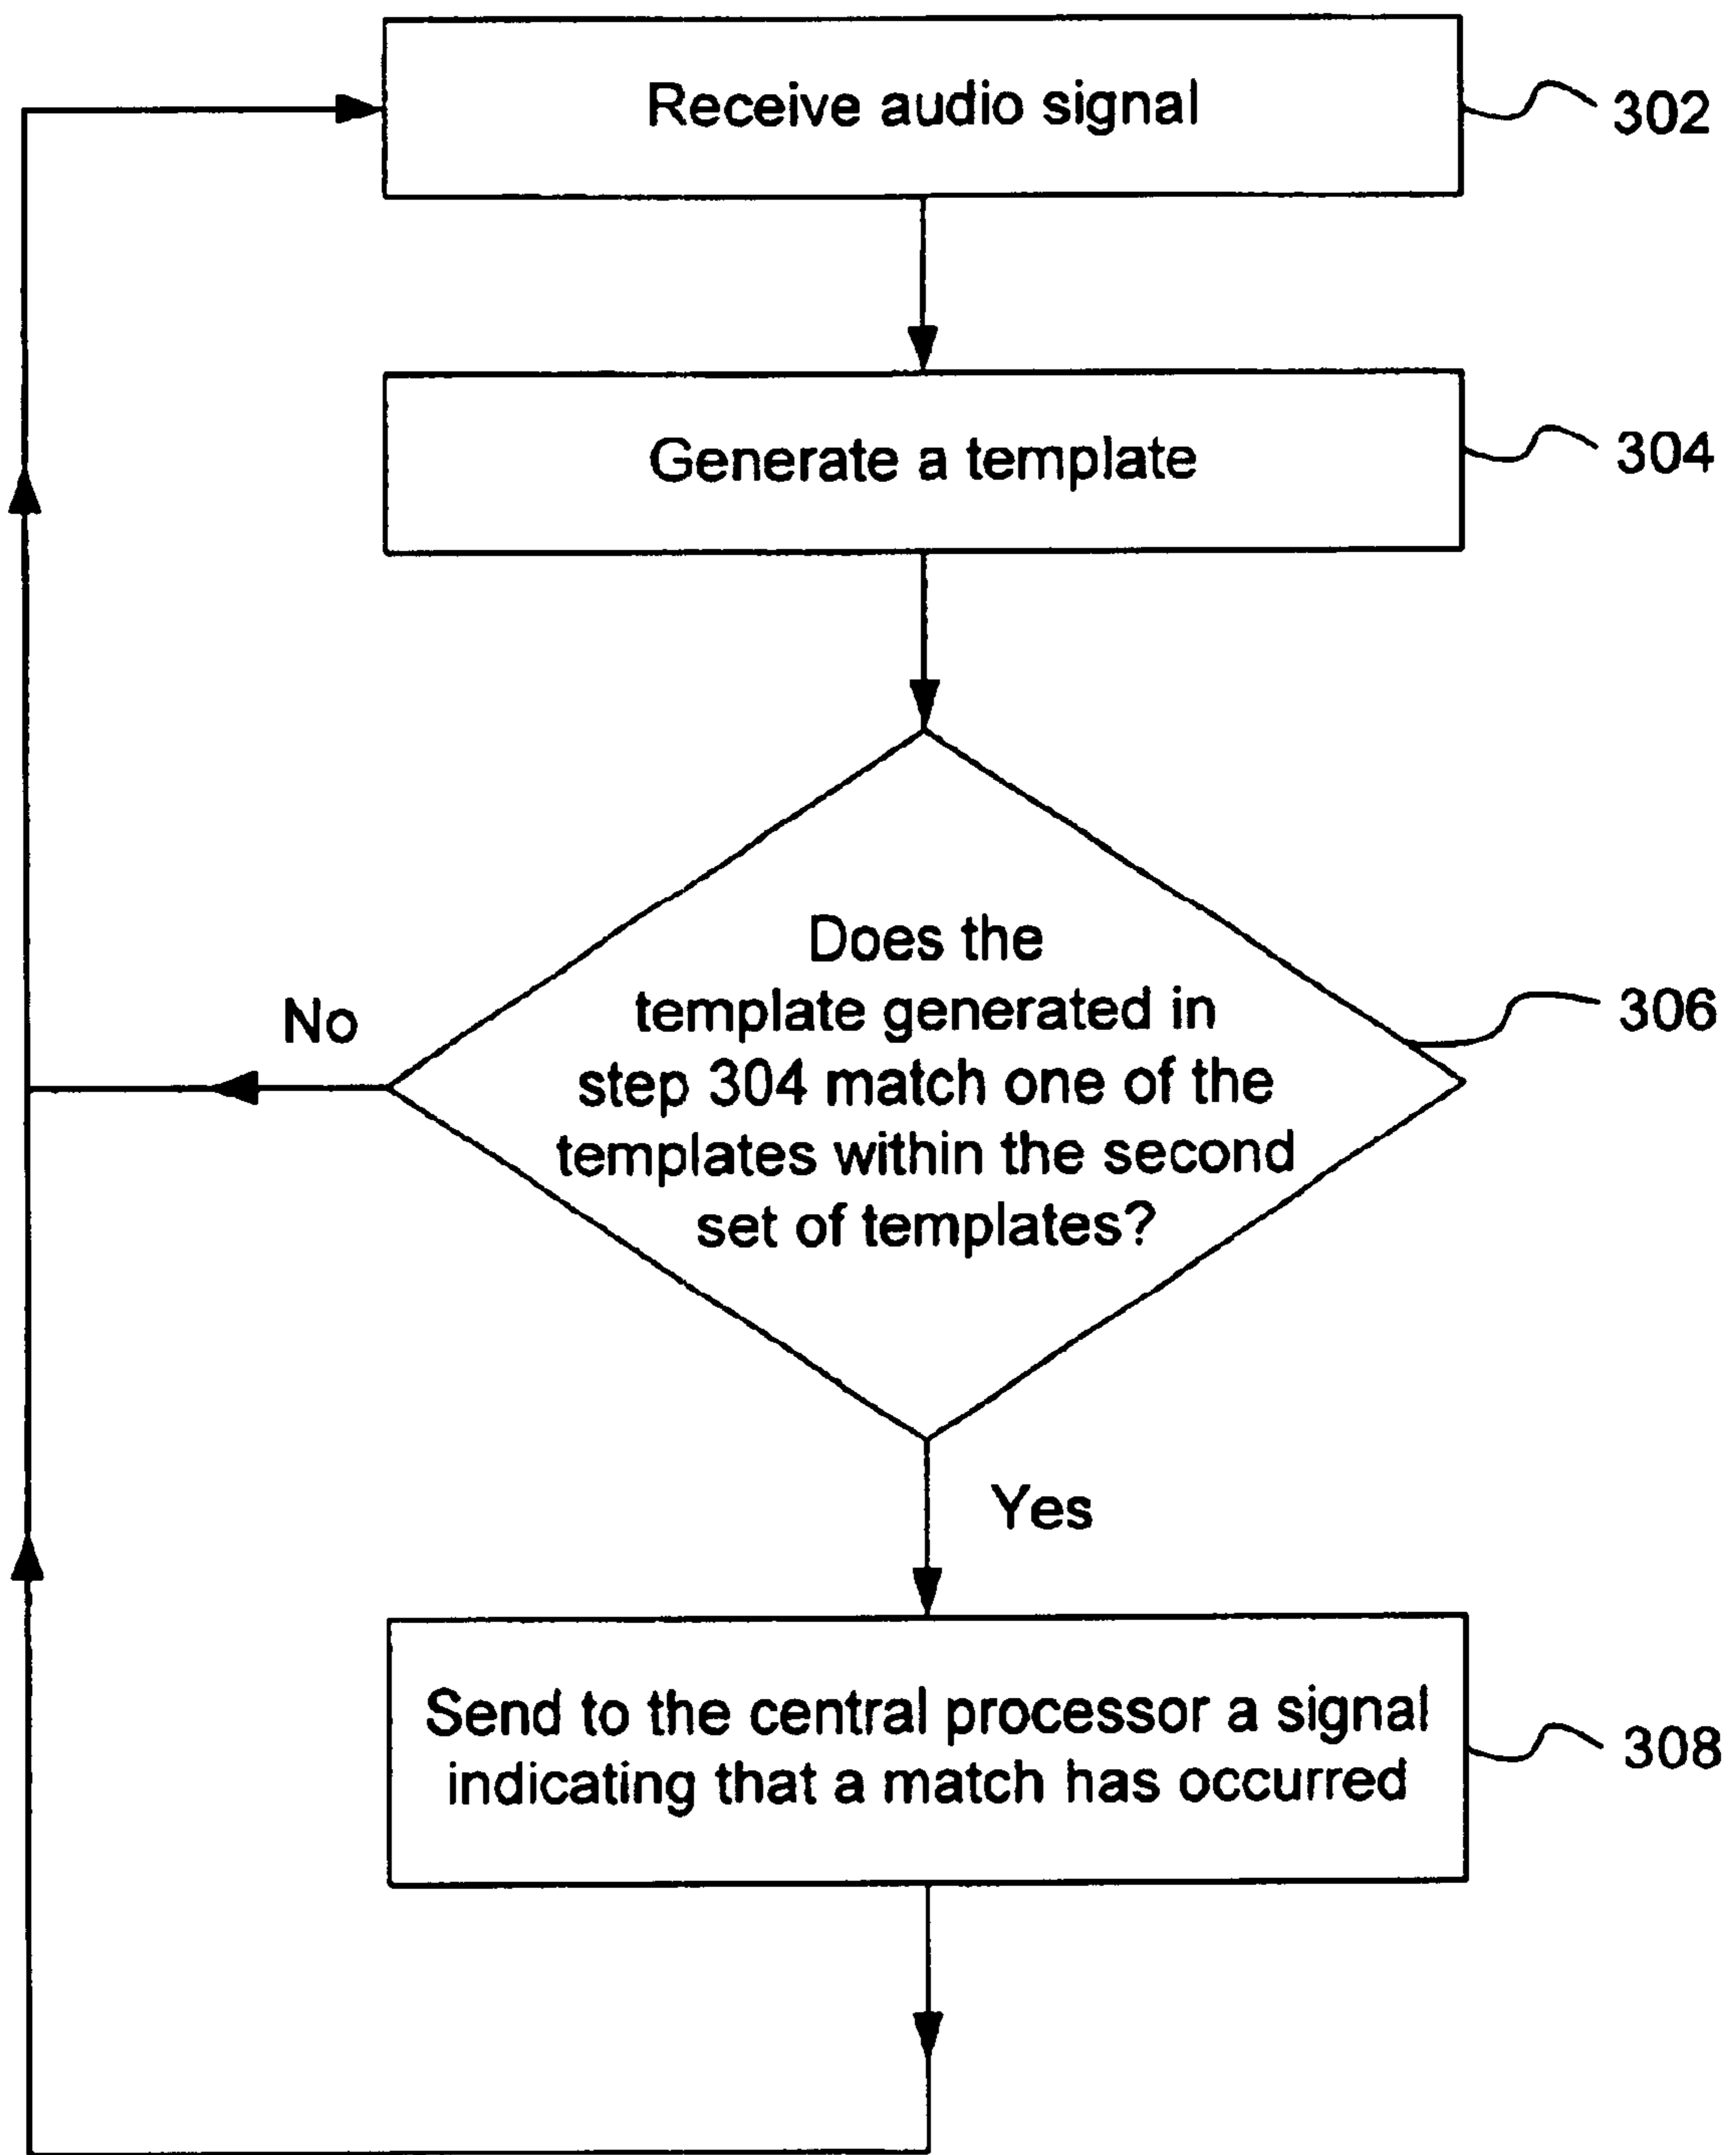 Receive audio signal
302
Generate a template
304
Does the
template generated in
step 304 match one of the
templates within the second
set of templates?
306
No
Yes
Send to the central processor a signal
indicating that a match has occurred
308